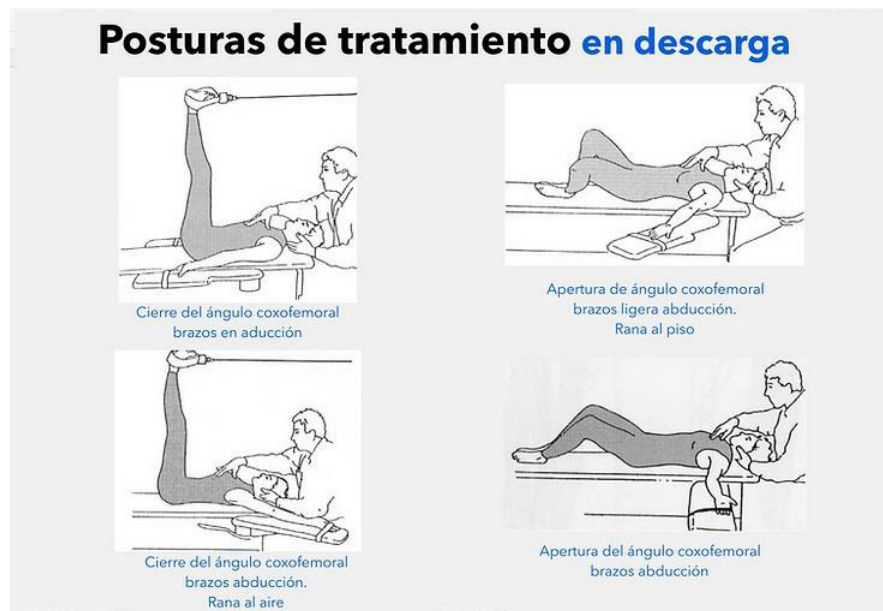 Posturas de tratamiento en descarga
Cierre del ángulo coxofemoral
brazos en aducción
Apertura de ángulo coxofemoral
brazos ligera abducción.
Rana al piso
Cierre del ángulo coxofemoral
brazos abducción.
Rana al aire
Apertura del ángulo coxofemoral
brazos abducción